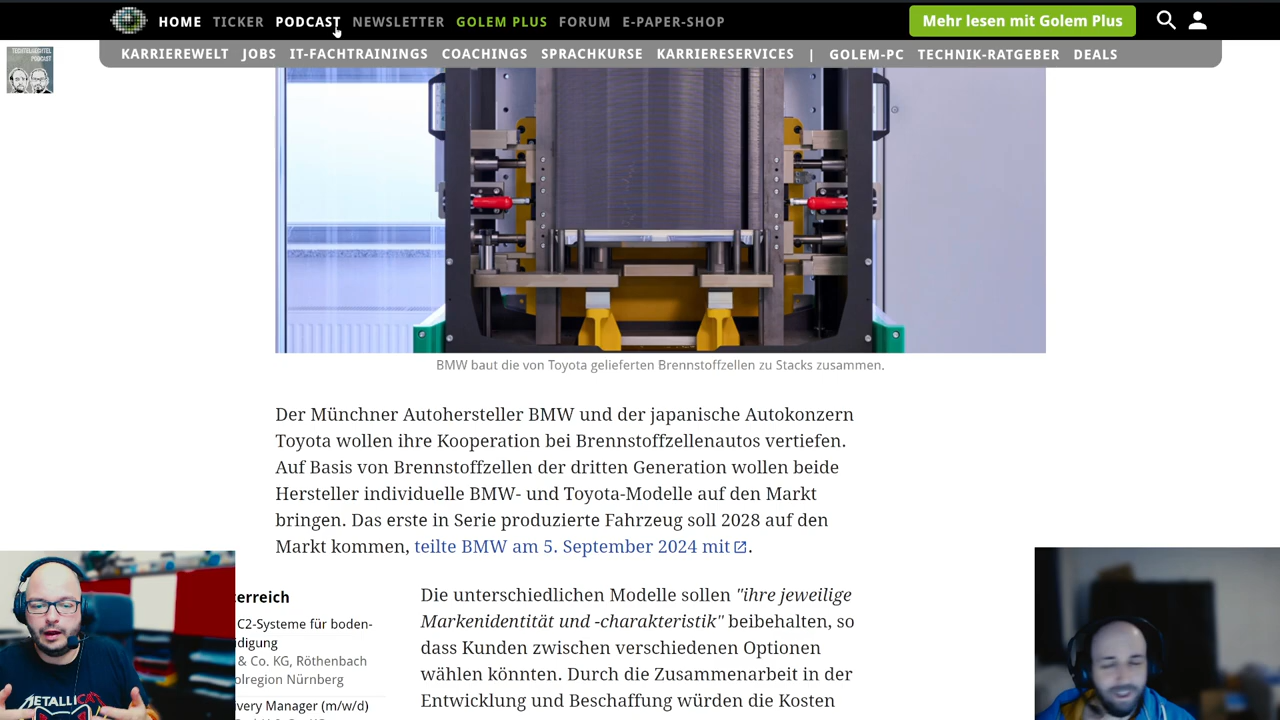 HOME TICKER PODCAST NEWSLETTER GOLEM PLUS FORUM E-PAPER-SHOP Mehr lesen mit Golem Plus
KARRIEREWELT JOBS IT-FACHTRAININGS COACHINGS SPRACHKURSE KARRIERESERVICES | GOLEM-PC TECHNIK-RATGEBER DEALS
PODCAST
BMW baut die von Toyota gelieferten Brennstoffzellen zu Stacks zusammen.
Der Münchner Autohersteller BMW und der japanische Autokonzern
Toyota wollen ihre Kooperation bei Brennstoffzellenautos vertiefen.
Auf Basis von Brennstoffzellen der dritten Generation wollen beide
Hersteller individuelle BMW- und Toyota-Modelle auf den Markt
bringen. Das erste in Serie produzierte Fahrzeug soll 2028 auf den
Markt kommen, teilte BMW am 5. September 2024 mit.
terreich
C2-Systeme für boden-
idigung
& Co. KG, Röthenbach
olregion Nürnberg
ivery Manager (m/w/d)
Die unterschiedlichen Modelle sollen "ihre jeweilige
Markenidentität und -charakteristik" beibehalten, so
dass Kunden zwischen verschiedenen Optionen
wählen könnten. Durch die Zusammenarbeit in der
Entwicklung und Beschaffung würden die Kosten
METALLICA